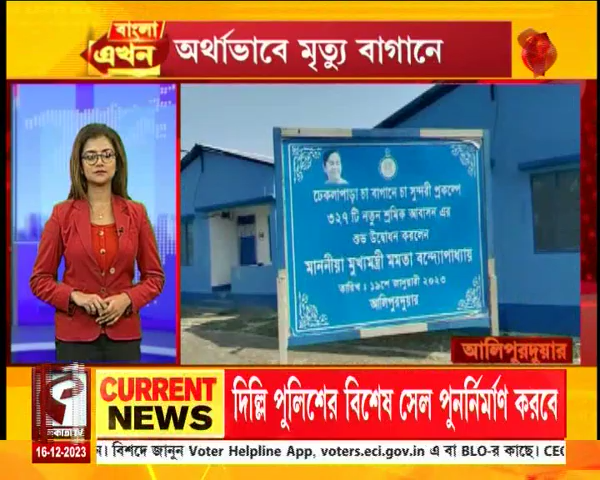 বাংলা
এখন
অর্থাভাবে মৃত্যু বাগানে
ঢেকলাপাড়া চা বাগানে চা সুন্দরী প্রকল্পে
৩২৭ টি নতুন শ্রমিক আবাসন এর
শুভ উদ্বোধন করলেন
মাননীয়া মুখ্যমন্ত্রী মমতা বন্দ্যোপাধ্যায়
তারিখ : ১৯শে জানুয়ারী ২০২৩
আলিপুরদুয়ার
আলিপুরদুয়ার
CURRENT
NEWS
দিল্লি পুলিশের বিশেষ সেল পুনর্নির্মাণ করবে
16-12-2023
ন। বিশদে জানুন Voter Helpline App, voters.eci.gov.in এ বা BLO-র কাছে। CEC